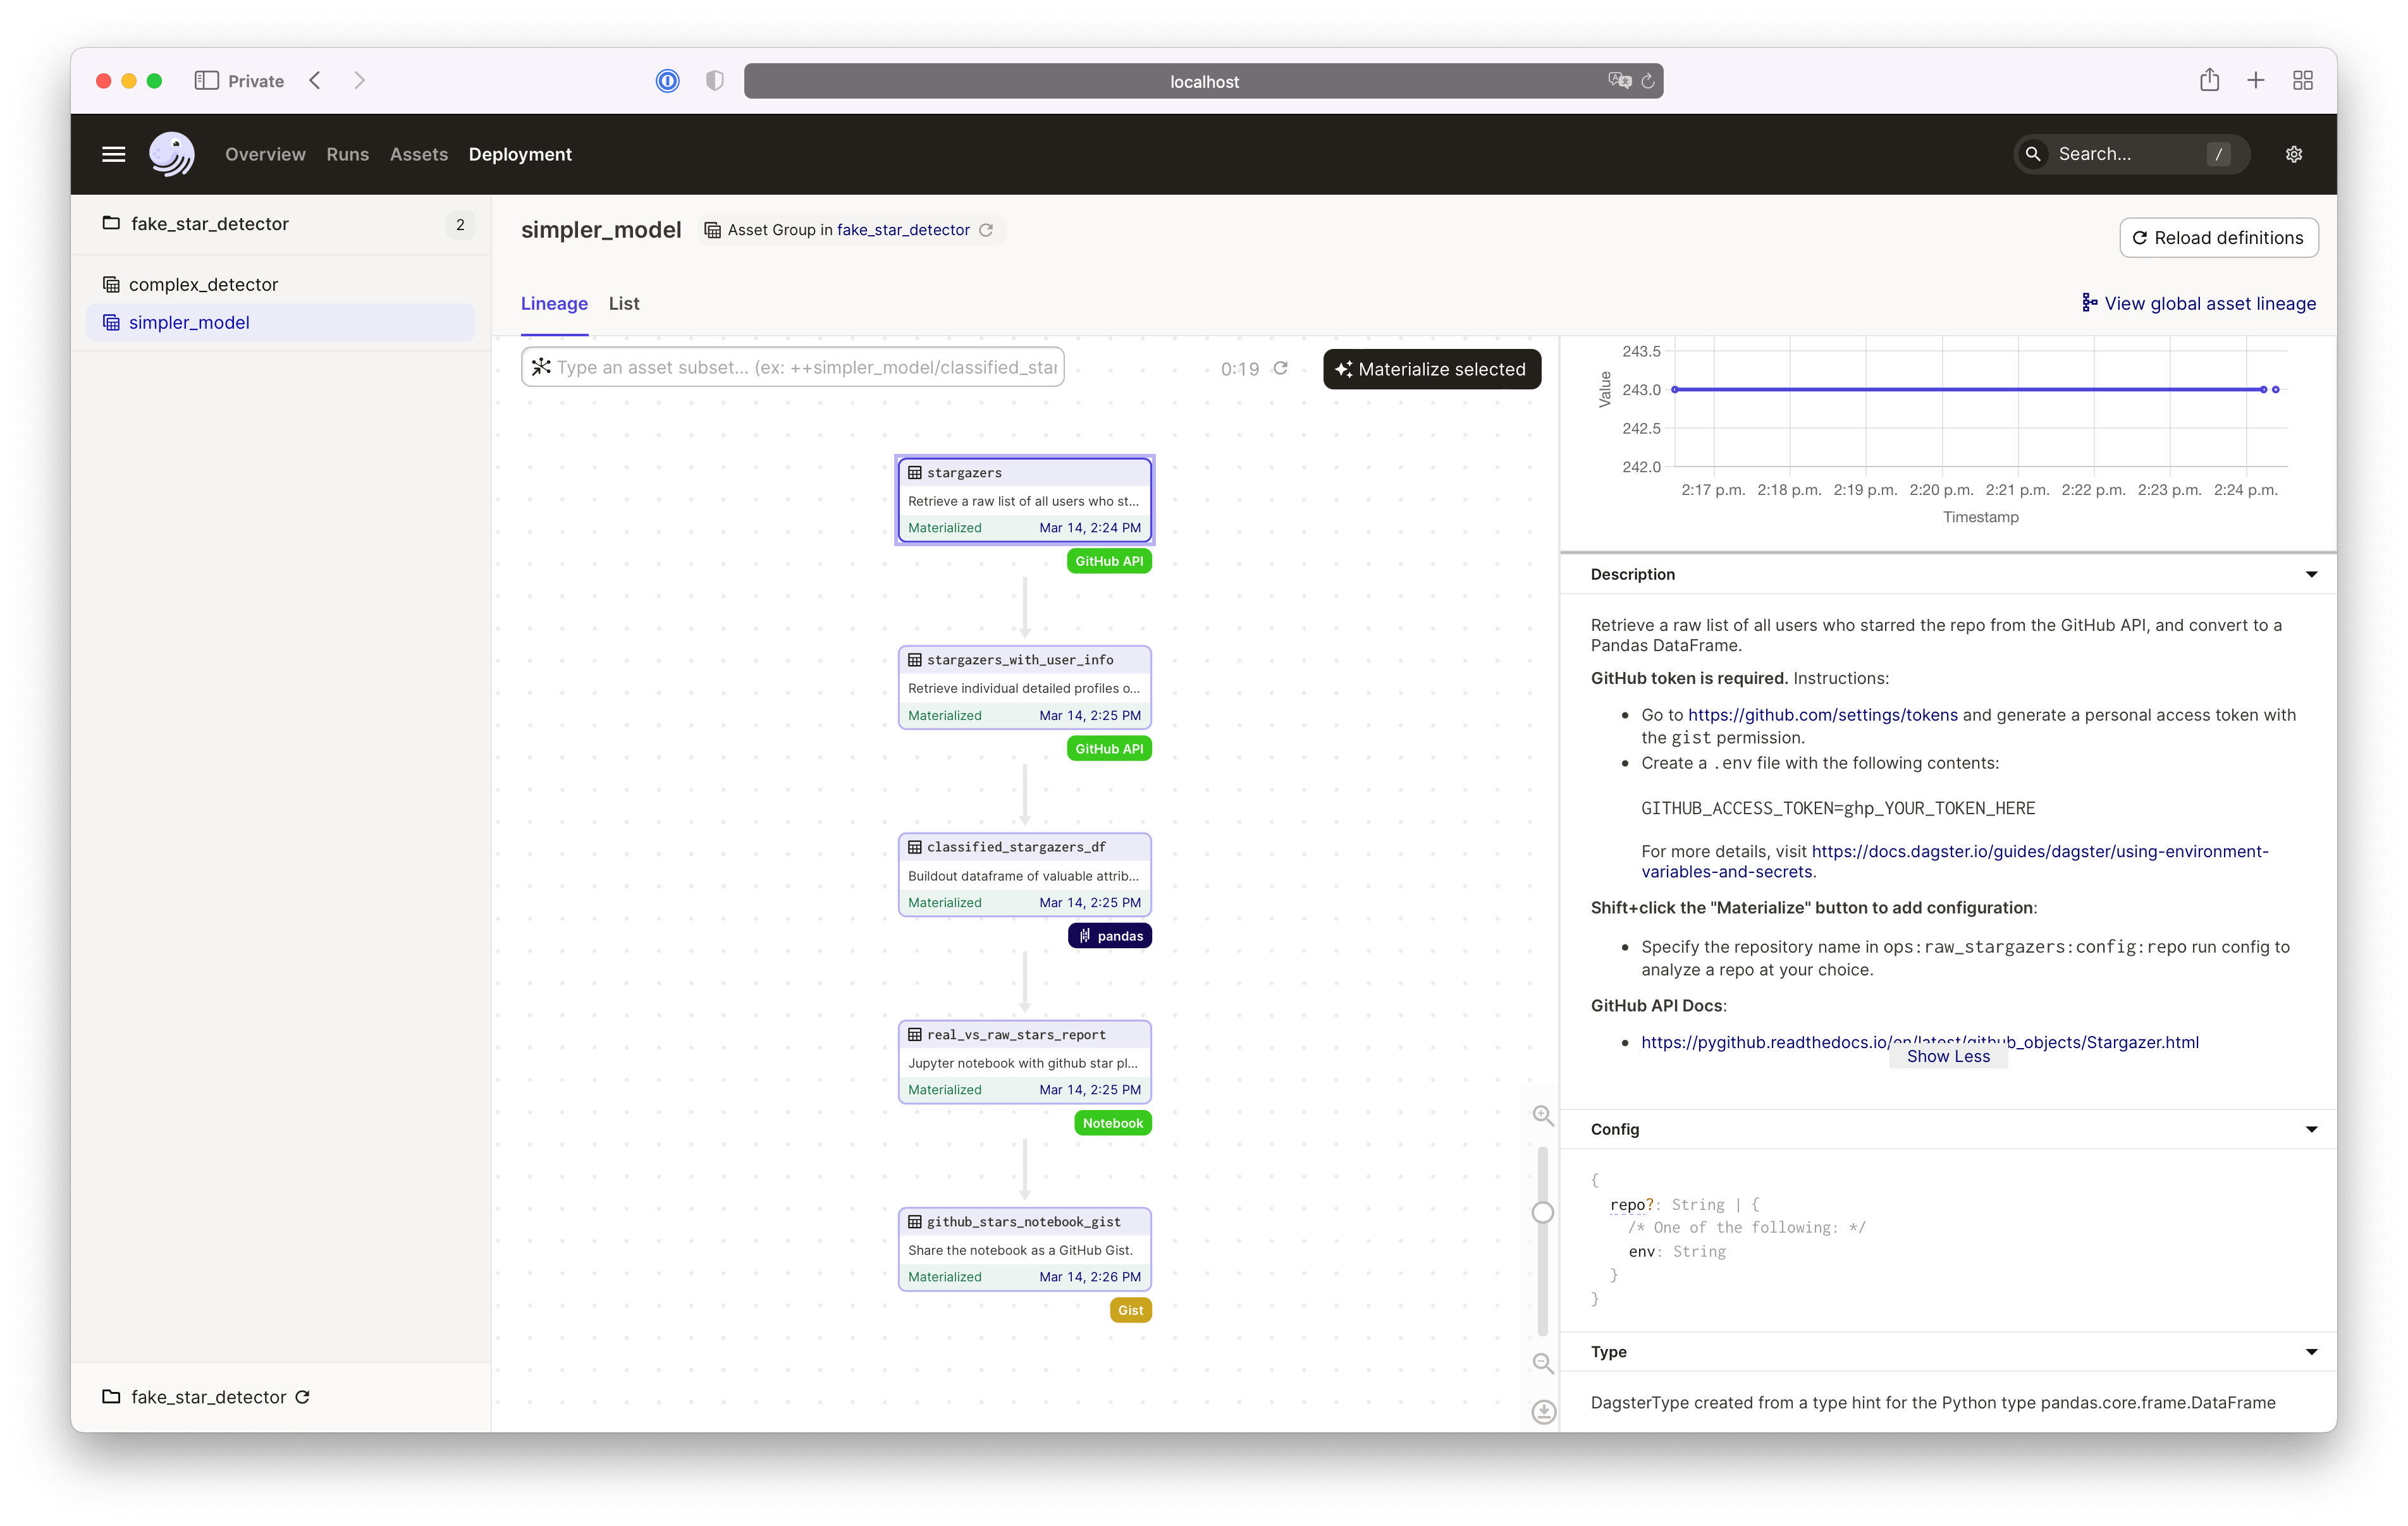 Private
localhost
Overview Runs Assets Deployment
Search... /
fake_star_detector 2
complex_detector
simpler_model
fake_star_detector
simpler_model Asset Group in fake_star_detector
Reload definitions
Lineage List
View global asset lineage
Type an asset subset... (ex: ++simpler_model/classified_star
0:19
Materialize selected
stargazers
Retrieve a raw list of all users who st...
Materialized Mar 14, 2:24 PM
GitHub API
stargazers_with_user_info
Retrieve individual detailed profiles o...
Materialized Mar 14, 2:25 PM
GitHub API
classified_stargazers_df
Buildout dataframe of valuable attrib...
Materialized Mar 14, 2:25 PM
pandas
real_vs_raw_stars_report
Jupyter notebook with github star pl...
Materialized Mar 14, 2:25 PM
Notebook
github_stars_notebook_gist
Share the notebook as a GitHub Gist.
Materialized Mar 14, 2:26 PM
Gist
Value
243.5
243.0
242.5
242.0
2:17 p.m. 2:18 p.m. 2:19 p.m. 2:20 p.m. 2:21 p.m. 2:22 p.m. 2:23 p.m. 2:24 p.m.
Timestamp
Description
Retrieve a raw list of all users who starred the repo from the GitHub API, and convert to a
Pandas DataFrame.
GitHub token is required. Instructions:
Go to https://github.com/settings/tokens and generate a personal access token with
the gist permission.
Create a .env file with the following contents:
GITHUB_ACCESS_TOKEN=ghp_YOUR_TOKEN_HERE
For more details, visit https://docs.dagster.io/guides/dagster/using-environment-
variables-and-secrets.
Shift+click the "Materialize" button to add configuration:
Specify the repository name in ops:raw_stargazers:config:repo run config to
analyze a repo at your choice.
GitHub API Docs:
https://pygithub.readthedocs.io/en/latest/github_objects/Stargazer.html
Show Less
Config
{
repo?: String | {
/* One of the following: */
env: String
}
}
Type
DagsterType created from a type hint for the Python type pandas.core.frame.DataFrame